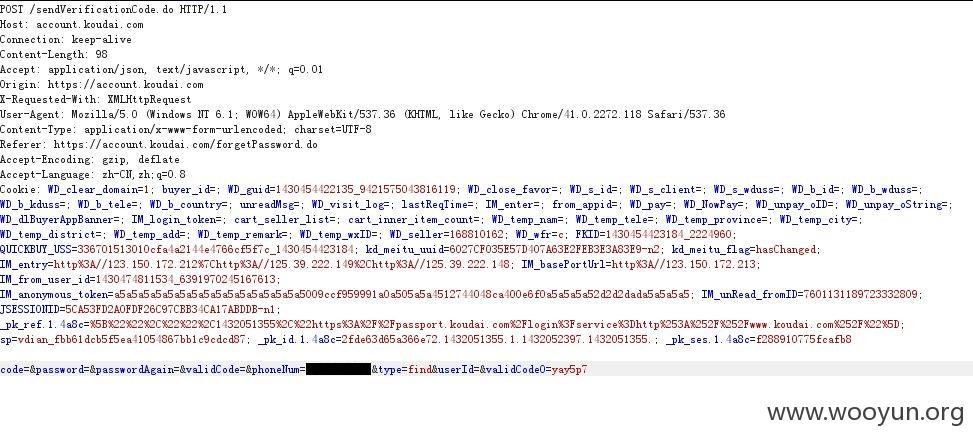 POST /sendVerificationCode.do HTTP/1.1
Host: account.koudai.com
Connection: keep-alive
Content-Length: 98
Accept: application/json, text/javascript, */*; q=0.01
Origin: https://account.koudai.com
X-Requested-With: XMLHttpRequest
User-Agent: Mozilla/5.0 (Windows NT 6.1; WOW64) AppleWebKit/537.36 (KHTML, like Gecko) Chrome/41.0.2272.118 Safari/537.36
Content-Type: application/x-www-form-urlencoded; charset=UTF-8
Referer: https://account.koudai.com/forgetPassword.do
Accept-Encoding: gzip, deflate
Accept-Language: zh-CN,zh;q=0.8
Cookie: WD_clear_domain=1; buyer_id=; WD_guid=1430454422135_9421575043816119; WD_close_favor=; WD_s_id=; WD_s_client=; WD_s_wduss=; WD_b_id=; WD_b_wduss=;
WD_b_kduss=; WD_b_tele=; WD_b_country=; unreadMsg=; WD_visit_log=; lastReqTime=; IM_enter=; from_appid=; WD_pay=; WD_NowPay=; WD_unpay_oID=; WD_unpay_oString=;
WD_dlBuyerAppBanner=; IM_login_token=; cart_seller_list=; cart_inner_item_count=; WD_temp_nam=; WD_temp_tele=; WD_temp_province=; WD_temp_city=;
WD_temp_district=; WD_temp_add=; WD_temp_remark=; WD_temp_wxID=; WD_seller=168810162; WD_wfr=c; FKID=1430454423184_2224960;
QUICKBUY_USS=336701513010cfa4a2144e4766cf5f7c_1430454423184; kd_meitu_uuid=6027CF035E57D407A63E2FEB3E3A83E9-n2; kd_meitu_flag=hasChanged;
IM_entry=http%3A//123.150.172.212%7Chttp%3A//125.39.222.149%2Chttp%3A//125.39.222.148; IM_basePortUrl=http%3A//123.150.172.213;
IM_from_user_id=1430474811534_6391970245167613;
IM_anonymous_token=a5a5a5a5a5a5a5a5a5a5a5a5a5a5a5a5009ccf959991a0a505a5a4512744048ca400e6f0a5a5a5a52d2d2dada5a5a5a5; IM_unRead_fromID=7601131189723332809;
JSESSIONID=5CA53FD2A0FDF26C97CBB34CA17ABDDB-n1;
_pk_ref.1.4a8c=%5B%22%22%2C%22%22%2C1432051355%2C%22https%3A%2F%2Fpassport.koudai.com%2Flogin%3Fservice%3Dhttp%253A%252F%252Fwww.koudai.com%252F%22%5D;
sp=vdian_fbb61dcb5f5ea41054867bb1c9cdcd87; _pk_id.1.4a8c=2fde63d65a366e72.1432051355.1.1432052397.1432051355.; _pk_ses.1.4a8c=f288910775fcafb8
code=&password=&passwordAgain=&validCode=&phoneNum=&type=find&userId=&validCode0=yay5p7
www.wooyun.org